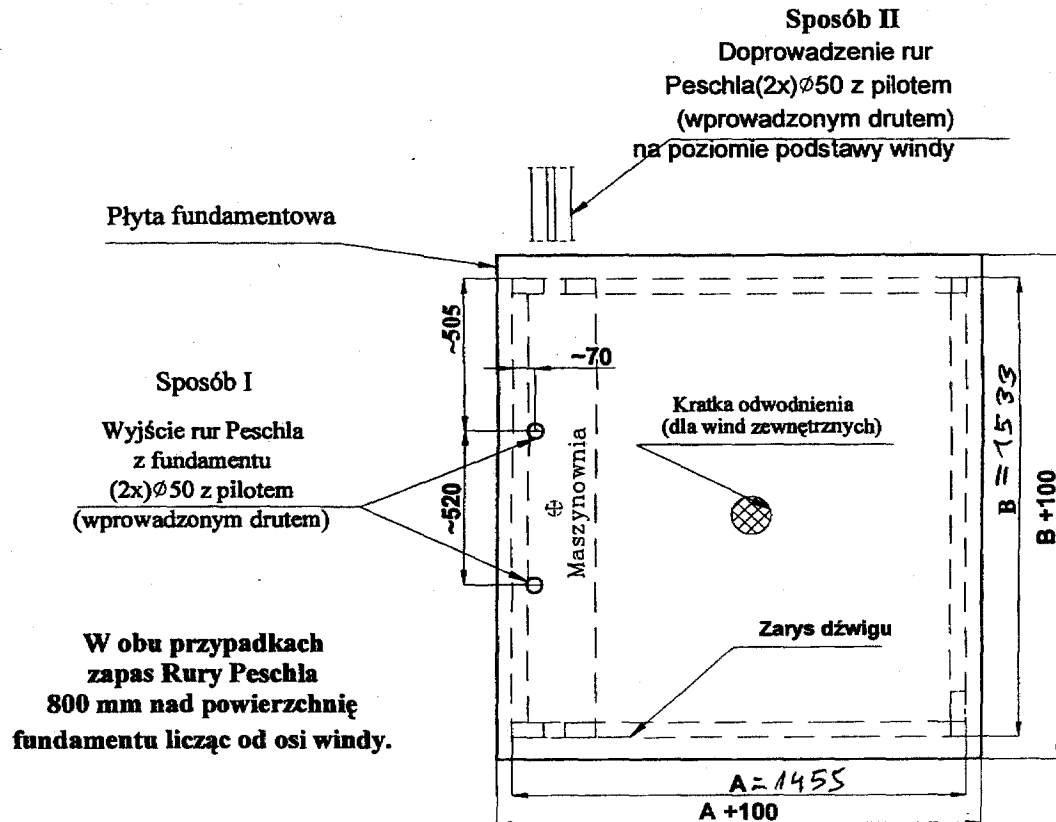 Sposób II
Doprowadzenie rur
Peschla(2x)⌀50 z pilotem
(wprowadzonym drutem)
na poziomie podstawy windy
Płyta fundamentowa
~505
~70
Sposób I
Wyjście rur Peschla
z fundamentu
(2x)⌀50 z pilotem
(wprowadzonym drutem)
~520
Maszynownia
Kratka odwodnienia
(dla wind zewnętrznych)
B = 1533
B +100
Zarys dźwigu
W obu przypadkach
zapas Rury Peschla
800 mm nad powierzchnię
fundamentu licząc od osi windy.
A = 1455
A +100